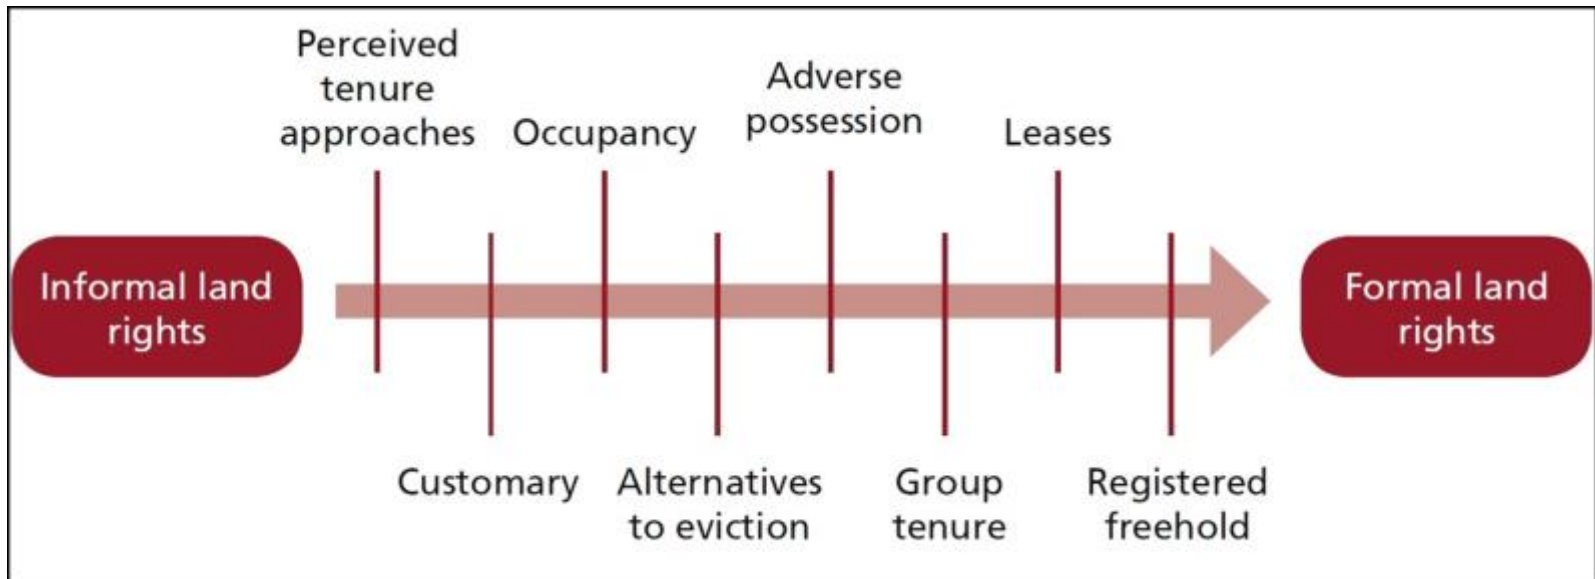 Perceived
tenure
approaches
Occupancy
Adverse
possession
Leases
Informal land
rights
Formal land
rights
Customary
Alternatives
to eviction
Group
tenure
Registered
freehold